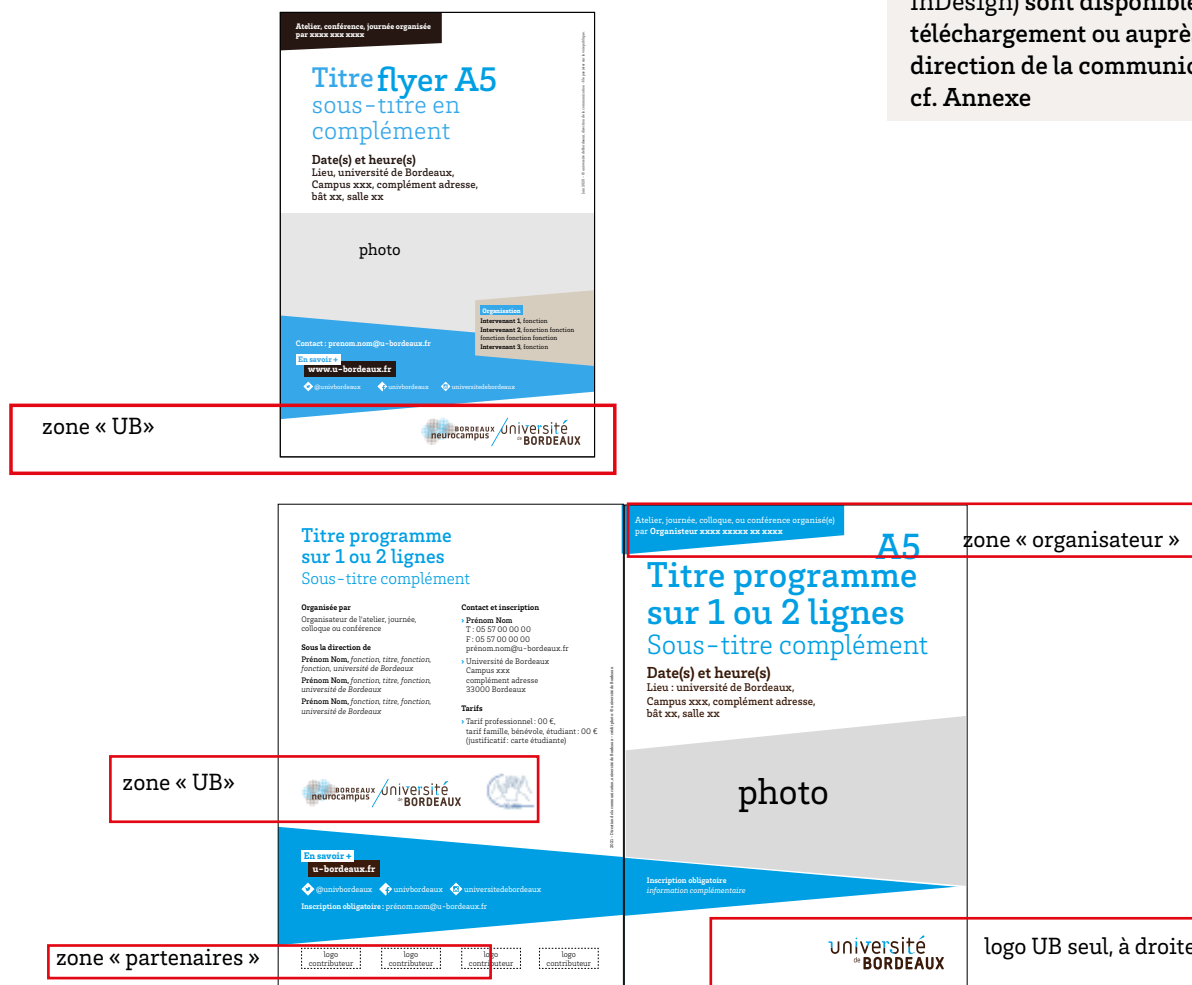 InDesign) sont disponible
téléchargement ou auprès
direction de la communic
cf. Annexe
Atelier, conférence, journée organisée
par xxxx xxx xxxx
Titre flyer A5
sous-titre en
complément
Date(s) et heure(s)
Lieu, université de Bordeaux,
Campus xxx, complément adresse,
bât xx, salle xx
photo
Organisation
Intervenant 1, fonction
Intervenant 2, fonction fonction
fonction fonction fonction
Intervenant 3, fonction
Contact : prenom.nom@u-bordeaux.fr
En savoir +
www.u-bordeaux.fr
@univbordeaux univbordeaux universitedebordeaux
zone « UB»
BORDEAUX
neurocampus
université
de BORDEAUX
Titre programme
sur 1 ou 2 lignes
Sous-titre complément
Organisée par
Organisateur de l'atelier, journée,
colloque ou conférence
Sous la direction de
Prénom Nom, fonction, titre, fonction,
fonction, université de Bordeaux
Prénom Nom, fonction, titre, fonction,
université de Bordeaux
Prénom Nom, fonction, titre, fonction,
université de Bordeaux
Contact et inscription
› Prénom Nom
T : 05 57 00 00 00
F : 05 57 00 00 00
prénom.nom@u-bordeaux.fr
› Université de Bordeaux
Campus xxx
complément adresse
33000 Bordeaux
Tarifs
› Tarif professionnel : 00 €,
tarif famille, bénévole, étudiant : 00 €
(justificatif : carte étudiante)
zone « UB»
BORDEAUX
neurocampus
université
de BORDEAUX
En savoir +
u-bordeaux.fr
@univbordeaux univbordeaux universitedebordeaux
Inscription obligatoire : prénom.nom@u-bordeaux.fr
zone « partenaires »
logo
contributeur
logo
contributeur
logo
contributeur
logo
contributeur
Atelier, journée, colloque, ou conférence organisé(e)
par Organisteur xxxx xxxxx xx xxxx
zone « organisateur »
A5
Titre programme
sur 1 ou 2 lignes
Sous-titre complément
Date(s) et heure(s)
Lieu : université de Bordeaux,
Campus xxx, complément adresse,
bât xx, salle xx
photo
Inscription obligatoire
information complémentaire
université
de BORDEAUX
logo UB seul, à droite